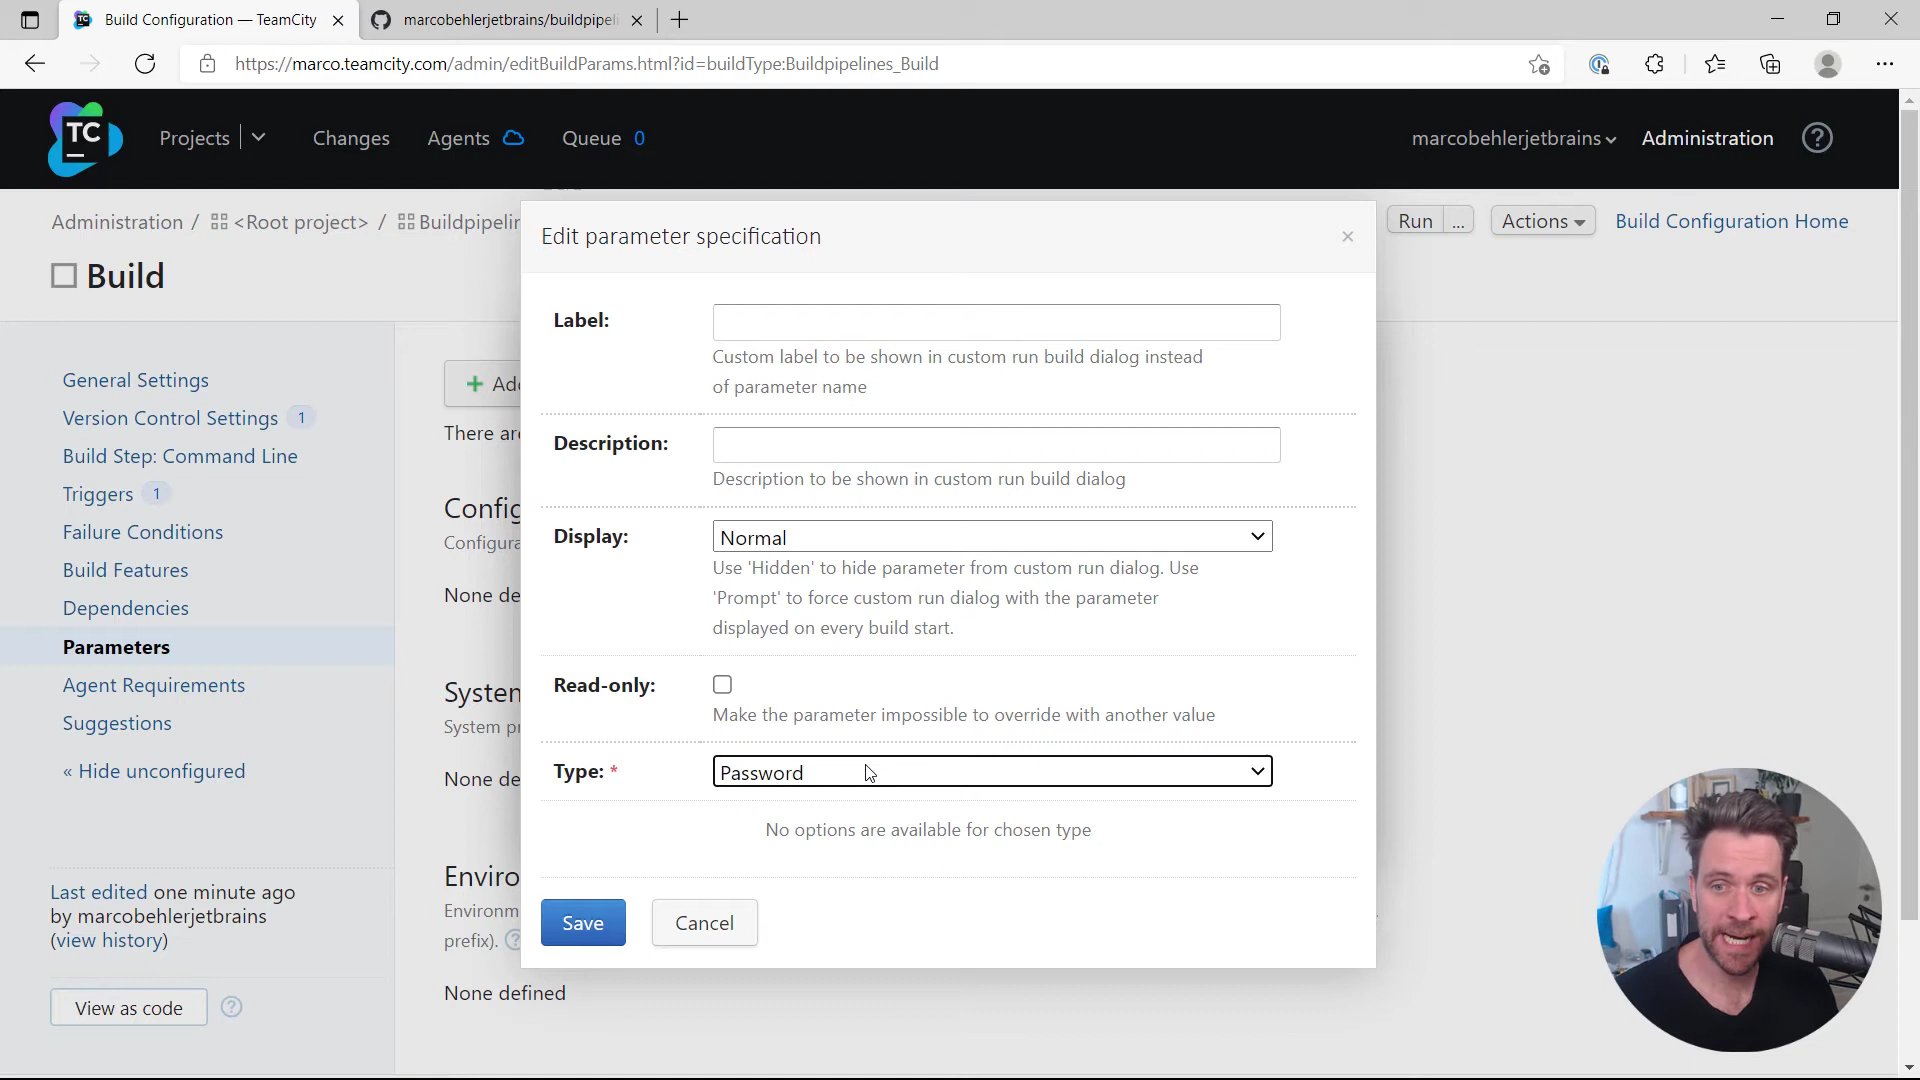 Build Configuration — TeamCity
marcobehlerjetbrains/buildpipeli
https://marco.teamcity.com/admin/editBuildParams.html?id=buildType:Buildpipelines_Build
TC
Projects
Changes
Agents
Queue 0
marcobehlerjetbrains
Administration
?
Administration / <Root project> / Buildpipelin
Run ...
Actions
Build Configuration Home
Build
General Settings
Version Control Settings 1
Build Step: Command Line
Triggers 1
Failure Conditions
Build Features
Dependencies
Parameters
Agent Requirements
Suggestions
« Hide unconfigured
Last edited one minute ago
by marcobehlerjetbrains
(view history)
View as code
?
+ Add
There are
Config
Configura
None de
System
System pr
None de
Enviro
Environm
prefix). ?
None defined
Edit parameter specification
×
Label:
Custom label to be shown in custom run build dialog instead
of parameter name
Description:
Description to be shown in custom run build dialog
Display:
Normal
Use 'Hidden' to hide parameter from custom run dialog. Use
'Prompt' to force custom run dialog with the parameter
displayed on every build start.
Read-only:
Make the parameter impossible to override with another value
Type: *
Password
No options are available for chosen type
Save
Cancel